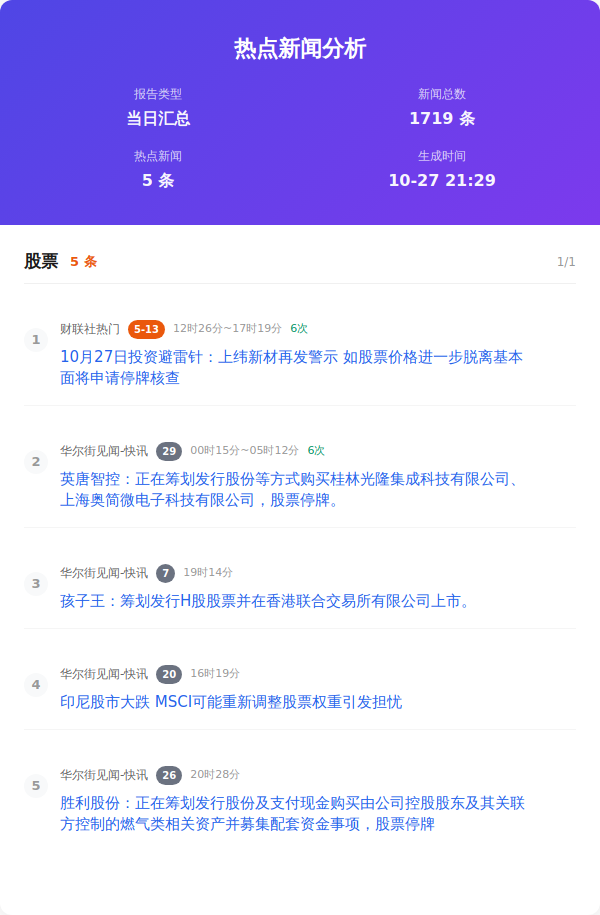 热点新闻分析
报告类型
当日汇总
新闻总数
1719 条
热点新闻
5 条
生成时间
10-27 21:29
股票 5 条 1/1
1
财联社热门 5-13 12时26分~17时19分 6次
10月27日投资避雷针：上纬新材再发警示 如股票价格进一步脱离基本
面将申请停牌核查
2
华尔街见闻-快讯 29 00时15分~05时12分 6次
英唐智控：正在筹划发行股份等方式购买桂林光隆集成科技有限公司、
上海奥简微电子科技有限公司，股票停牌。
3
华尔街见闻-快讯 7 19时14分
孩子王：筹划发行H股股票并在香港联合交易所有限公司上市。
4
华尔街见闻-快讯 20 16时19分
印尼股市大跌 MSCI可能重新调整股票权重引发担忧
5
华尔街见闻-快讯 26 20时28分
胜利股份：正在筹划发行股份及支付现金购买由公司控股股东及其关联
方控制的燃气类相关资产并募集配套资金事项，股票停牌